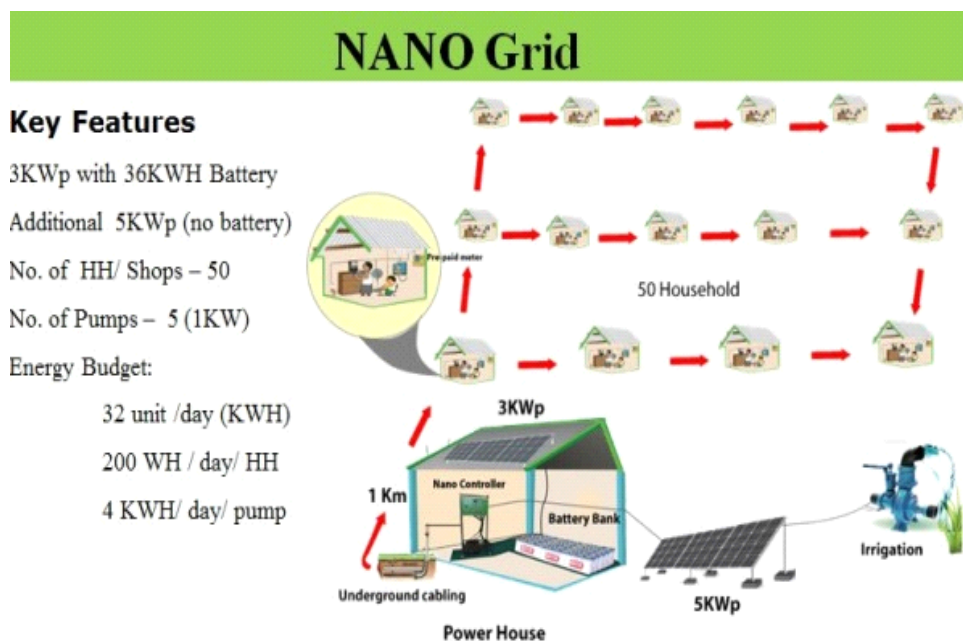 NANO Grid
Key Features
3KWp with 36KWH Battery
Additional 5KWp (no battery)
No. of HH/ Shops – 50
No. of Pumps – 5 (1KW)
Energy Budget:
32 unit /day (KWH)
200 WH / day/ HH
4 KWH/ day/ pump
Pre-paid meter
50 Household
3KWp
1 Km
Nano Controller
Battery Bank
Underground cabling
Power House
5KWp
Irrigation